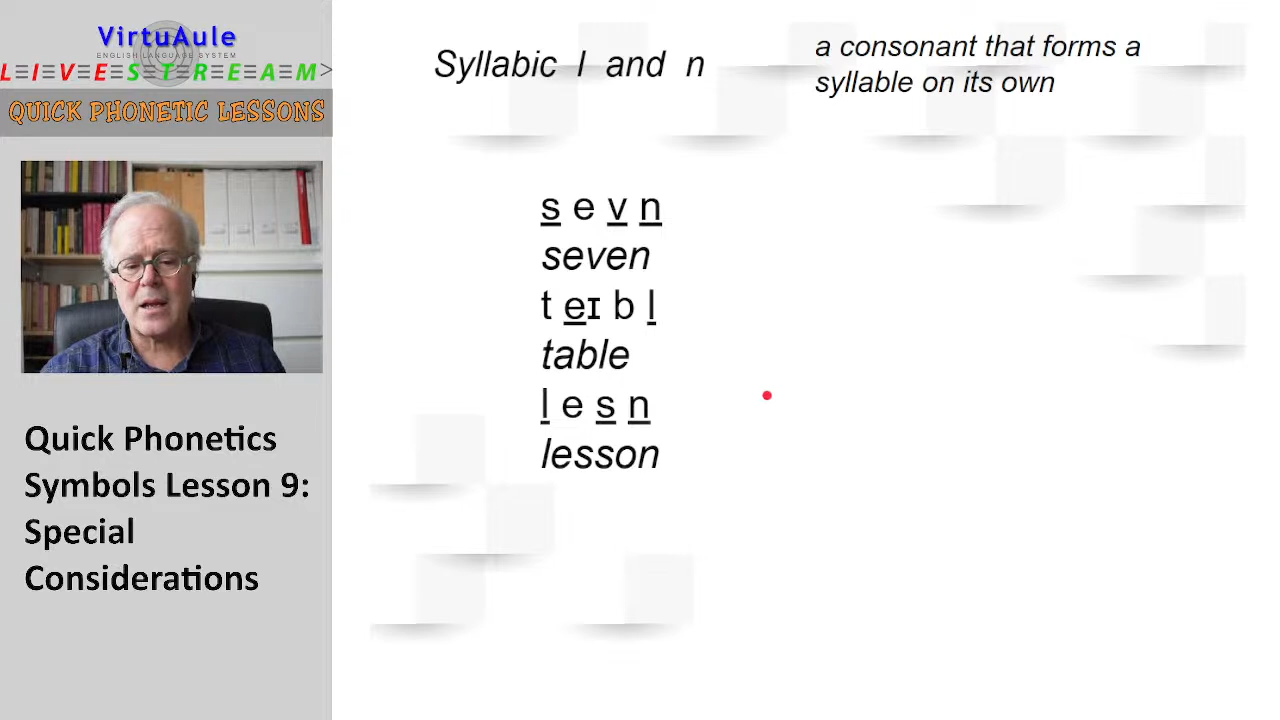 VirtuAule
ENGLISH LANGUAGE SYSTEM
L≡I≡V≡E≡S≡T≡R≡E≡A≡M>
QUICK PHONETIC LESSONS
Quick Phonetics
Symbols Lesson 9:
Special
Considerations
Syllabic l and n
a consonant that forms a
syllable on its own
s e v n
seven
t eɪ b l
table
l e s n
lesson